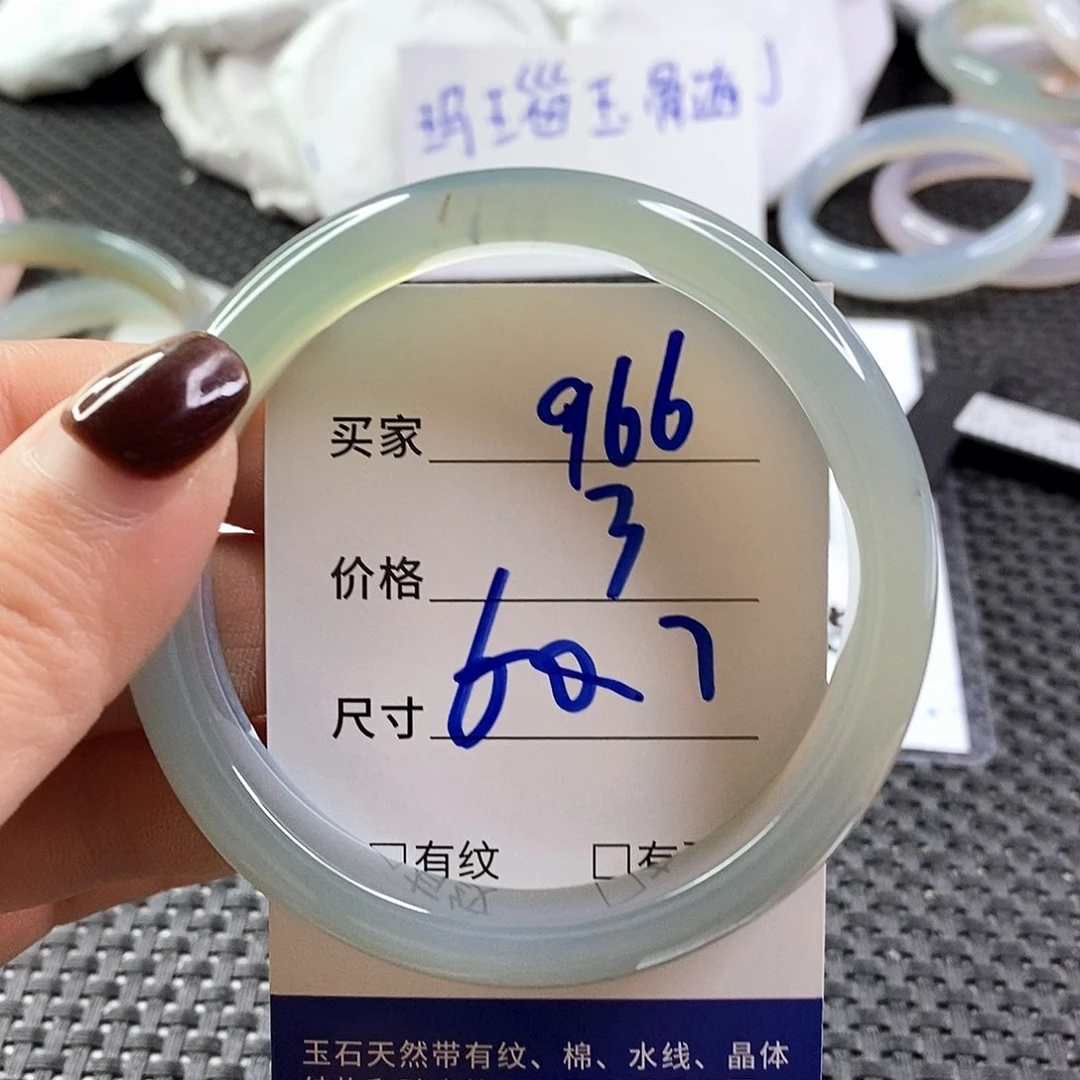 玛瑙玉骨髓
买家 966
价格 3
尺寸 60 7
□有纹 □有
玉石天然带有纹、棉、水线、晶体